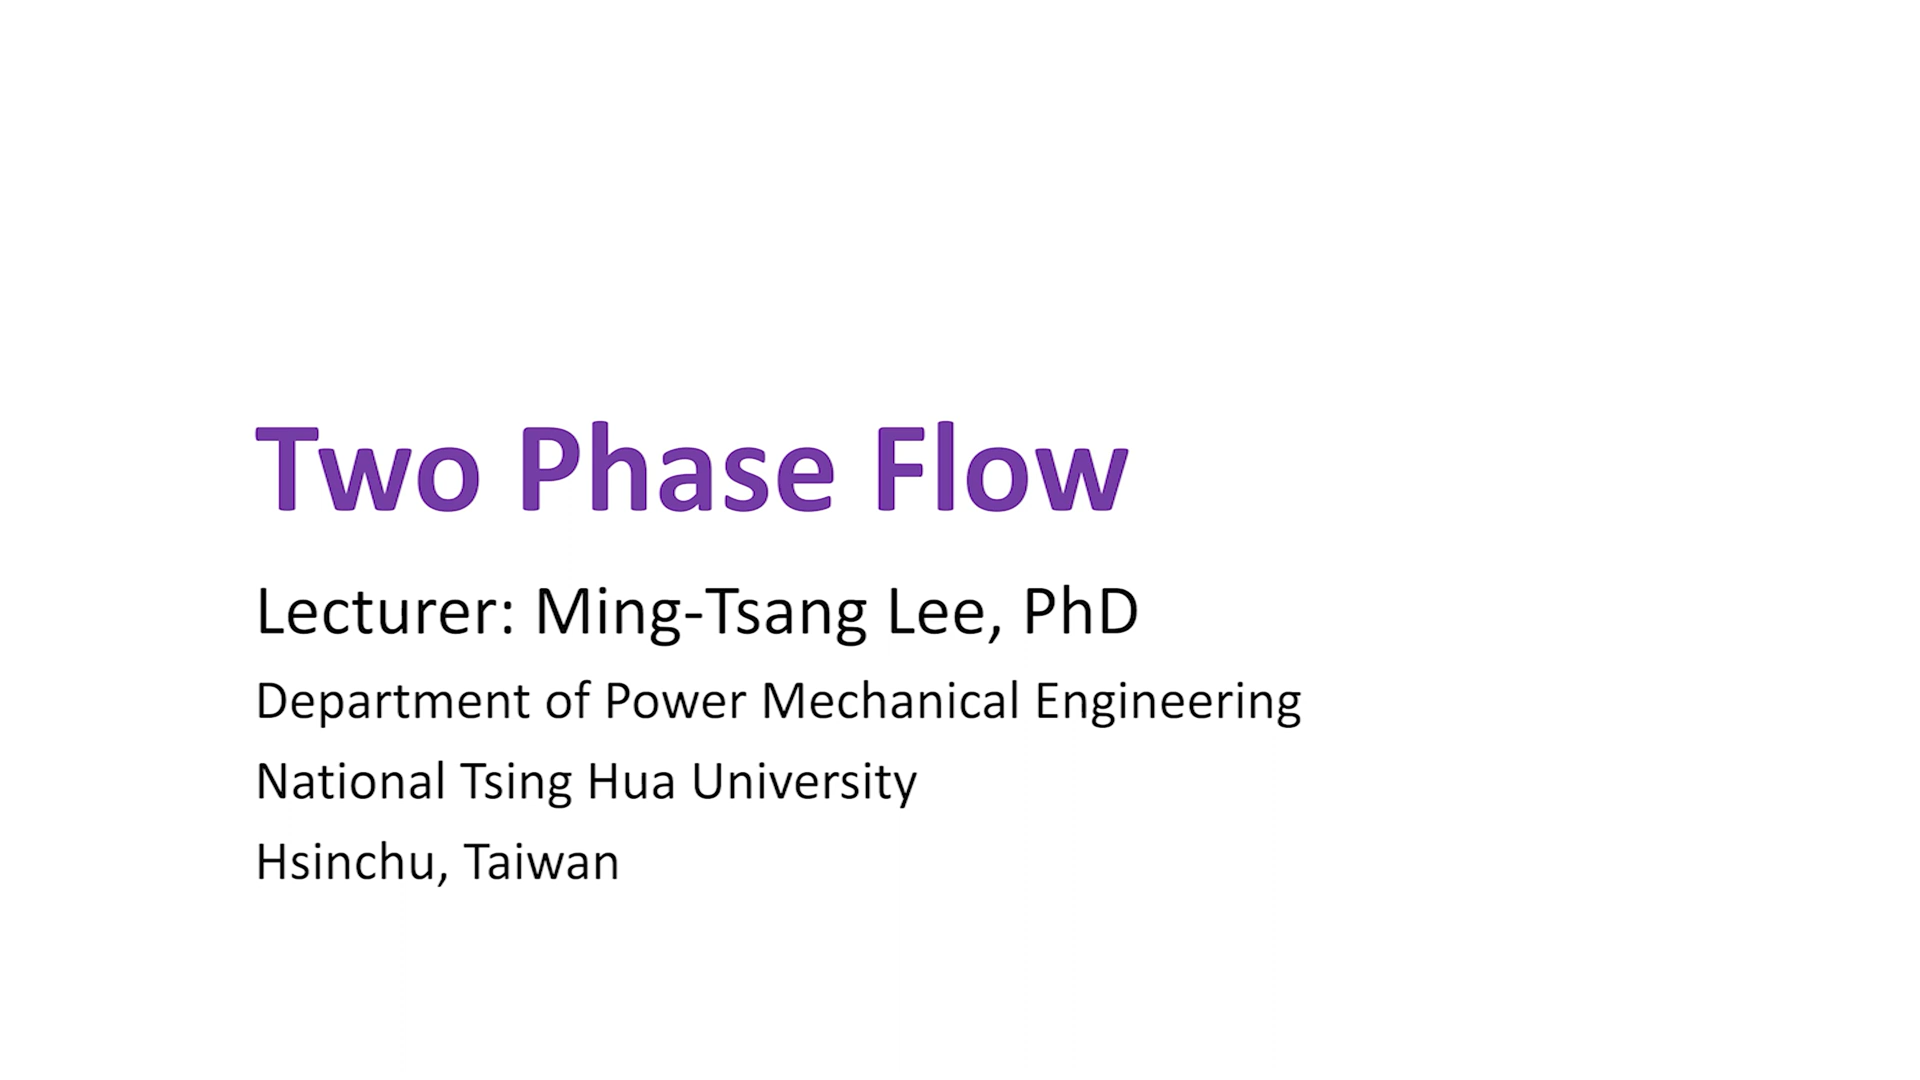 Two Phase Flow
Lecturer: Ming-Tsang Lee, PhD
Department of Power Mechanical Engineering
National Tsing Hua University
Hsinchu, Taiwan